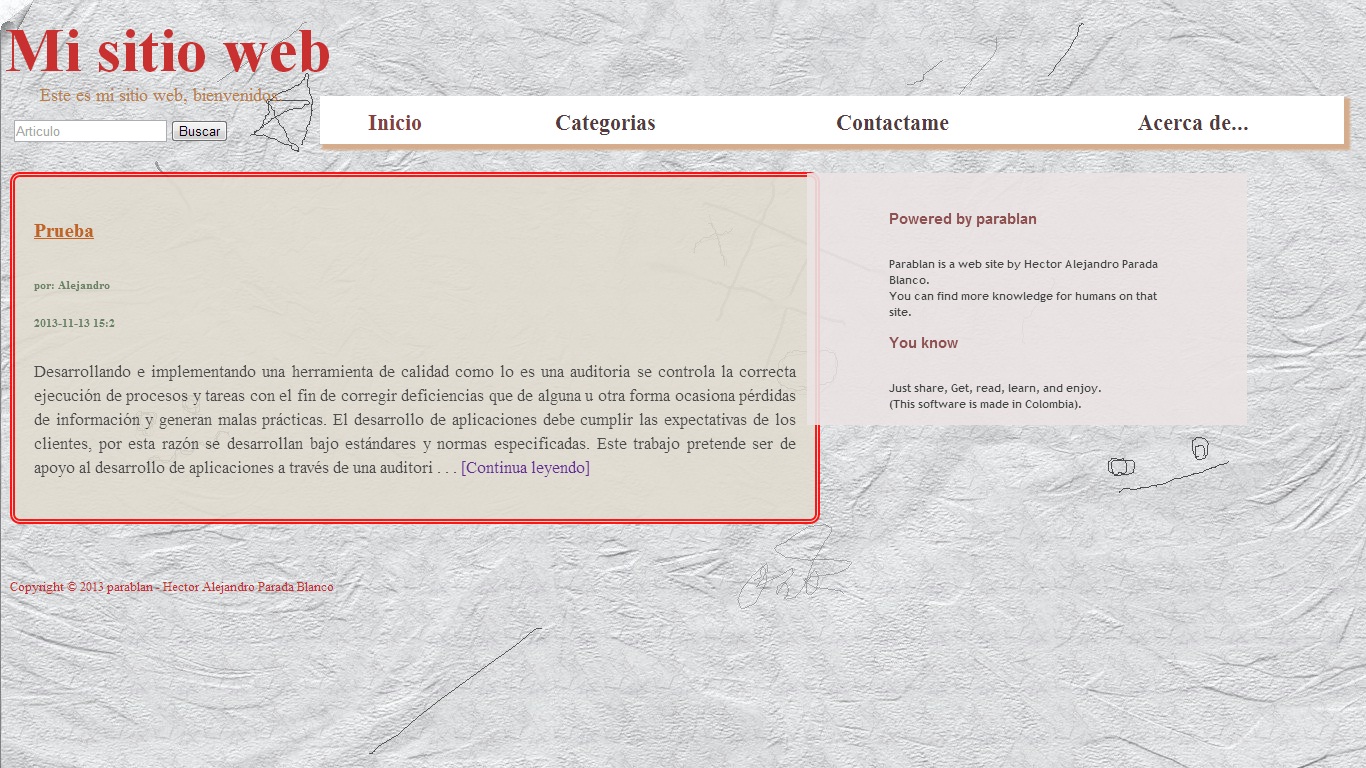 Mi sitio web
Este es mi sitio web, bienvenidos
Articulo Buscar
Inicio Categorias Contactame Acerca de...
Prueba
por: Alejandro
2013-11-13 15:2
Desarrollando e implementando una herramienta de calidad como lo es una auditoria se controla la correcta
ejecución de procesos y tareas con el fin de corregir deficiencias que de alguna u otra forma ocasiona pérdidas
de información y generan malas prácticas. El desarrollo de aplicaciones debe cumplir las expectativas de los
clientes, por esta razón se desarrollan bajo estándares y normas especificadas. Este trabajo pretende ser de
apoyo al desarrollo de aplicaciones a través de una auditori . . . [Continua leyendo]
Powered by parablan
Parablan is a web site by Hector Alejandro Parada
Blanco.
You can find more knowledge for humans on that
site.
You know
Just share, Get, read, learn, and enjoy.
(This software is made in Colombia).
Copyright © 2013 parablan - Hector Alejandro Parada Blanco